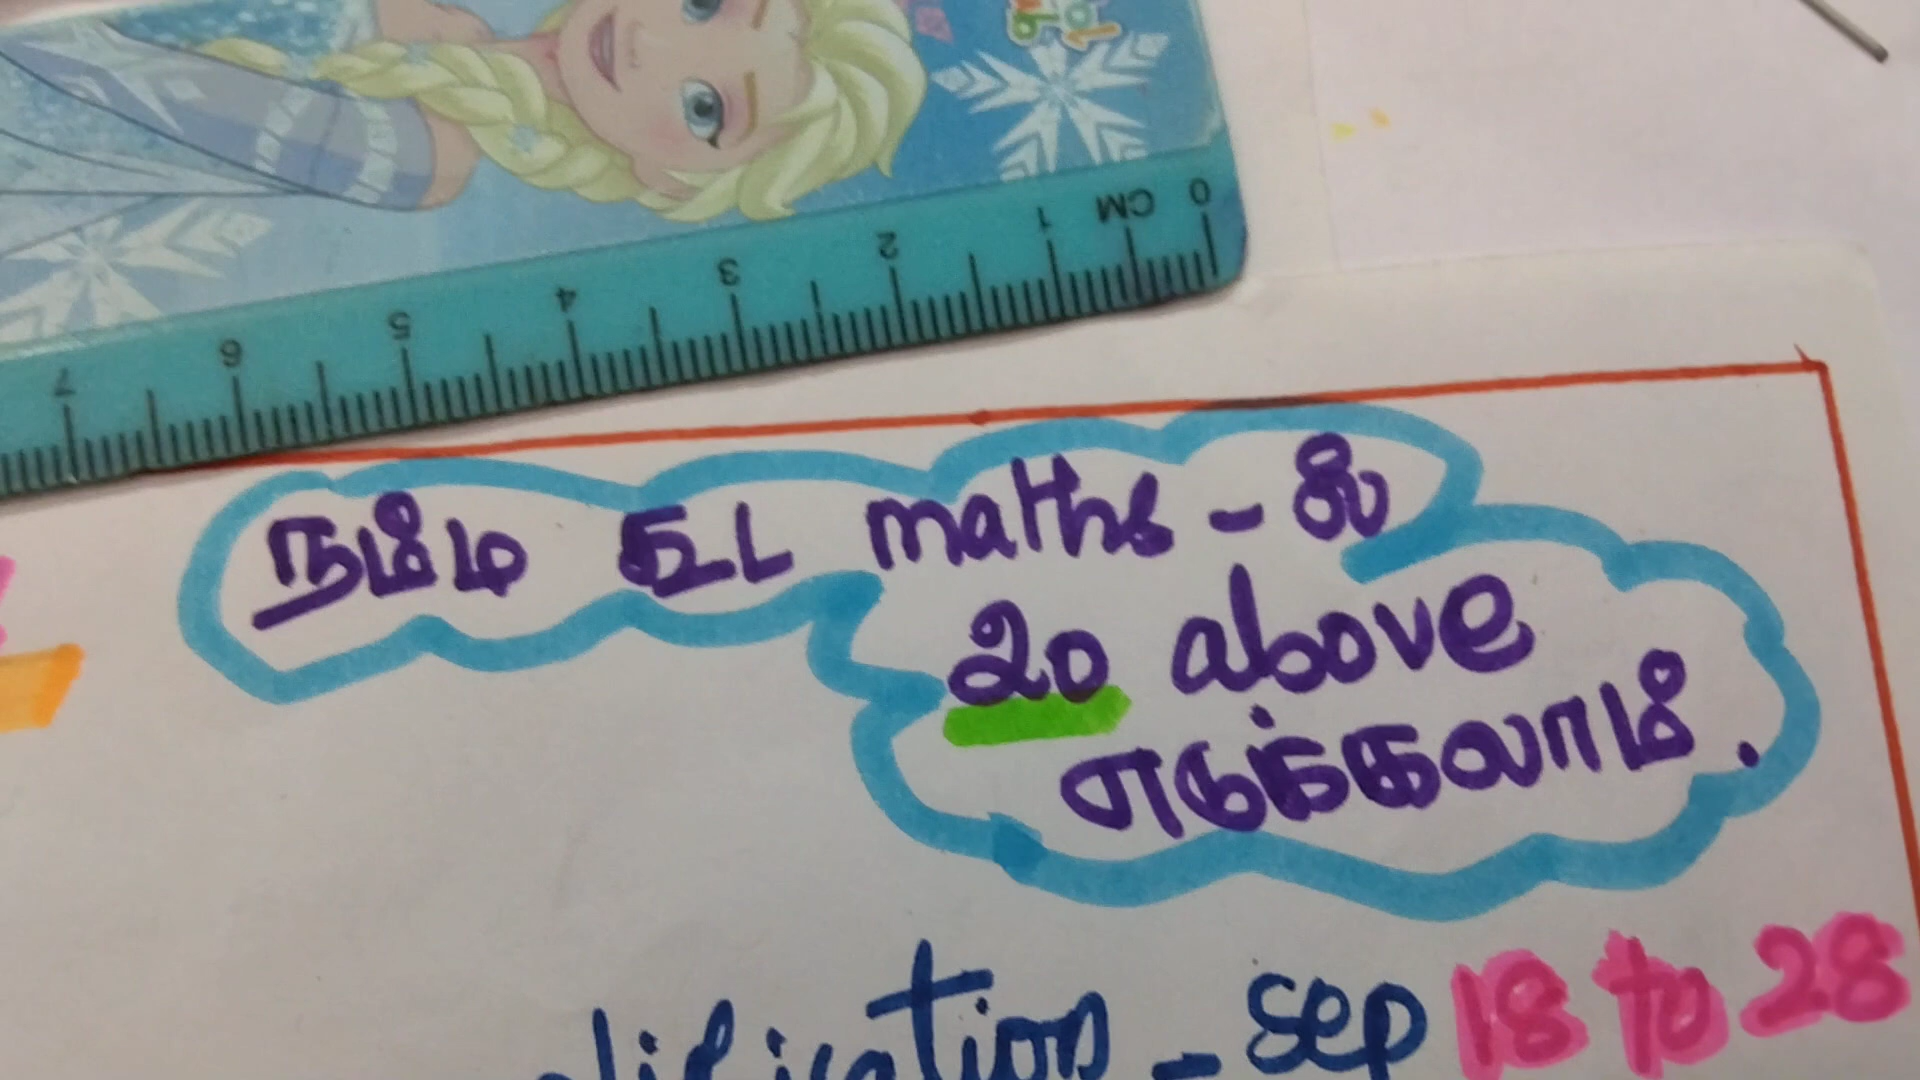 0 CM 1 2 3 4 5 6 7
நம்ம கூட maths - ல்
20 above
எடுக்கலாம்.
sep 18 to 28